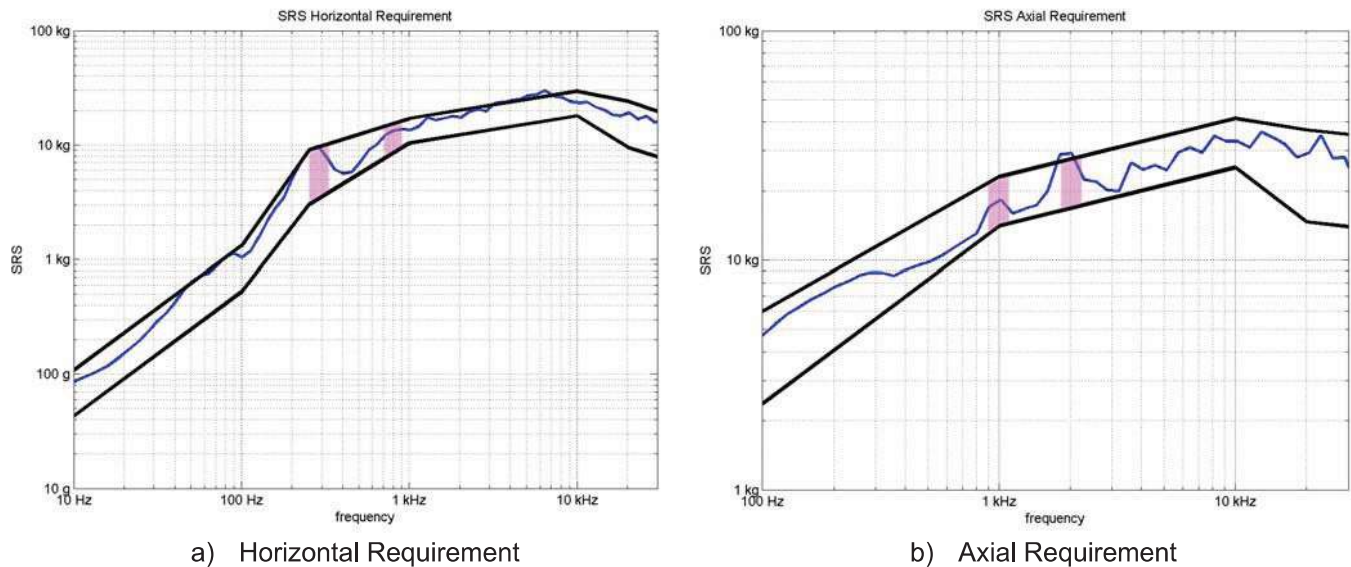 SRS Horizontal Requirement
100 kg
10 kg
1 kg
100 g
10 g
SRS
10 Hz 100 Hz 1 kHz 10 kHz
frequency
a) Horizontal Requirement
SRS Axial Requirement
100 kg
10 kg
1 kg
SRS
100 Hz 1 kHz 10 kHz
frequency
b) Axial Requirement